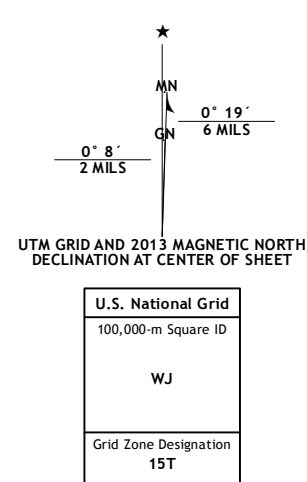 ★
MN
0° 19´
6 MILS
GN
0° 8´
2 MILS
UTM GRID AND 2013 MAGNETIC NORTH
DECLINATION AT CENTER OF SHEET
U.S. National Grid
100,000-m Square ID
WJ
Grid Zone Designation
15T